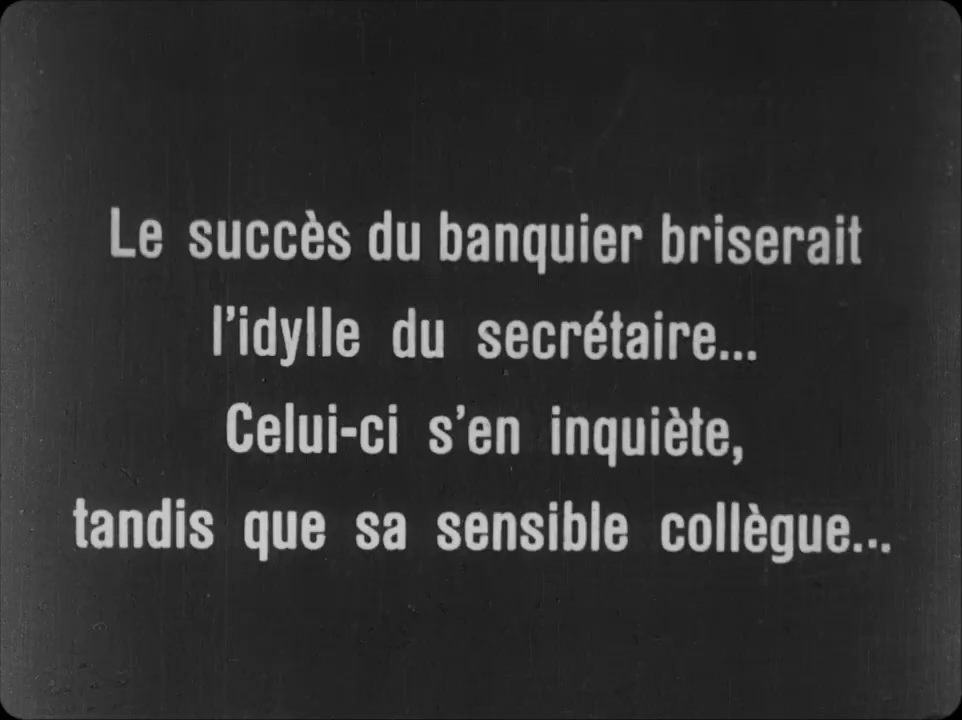 Le succès du banquier briserait
l'idylle du secrétaire...
Celui-ci s'en inquiète,
tandis que sa sensible collègue...